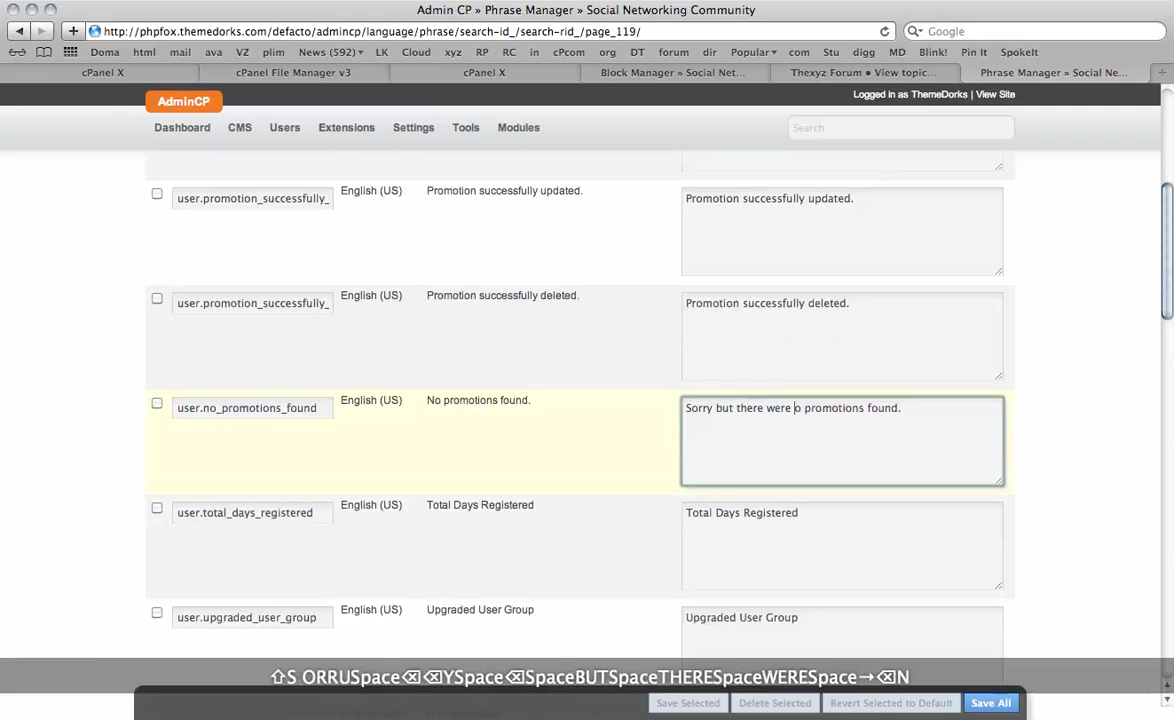 Admin CP » Phrase Manager » Social Networking Community
http://phpfox.themedorks.com/defacto/admincp/language/phrase/search-id_/search-rid_/page_119/
Google
Doma html mail ava VZ plim News (592) LK Cloud xyz RP RC in cPcom org DT forum dir Popular com Stu digg MD Blink! Pin It SpokeIt
cPanel X cPanel File Manager v3 cPanel X Block Manager » Social Net... Thexyz Forum • View topic... Phrase Manager » Social Ne...
AdminCP
Logged in as ThemeDorks | View Site
Dashboard CMS Users Extensions Settings Tools Modules
Search
user.promotion_successfully_ English (US) Promotion successfully updated. Promotion successfully updated.
user.promotion_successfully_ English (US) Promotion successfully deleted. Promotion successfully deleted.
user.no_promotions_found English (US) No promotions found. Sorry but there were o promotions found.
user.total_days_registered English (US) Total Days Registered Total Days Registered
user.upgraded_user_group English (US) Upgraded User Group Upgraded User Group
⇧S ORRUSpace⌫⌫YSpace⌫SpaceBUTSpaceTHERESpaceWERESpace→⌫N
Save Selected Delete Selected Revert Selected to Default Save All